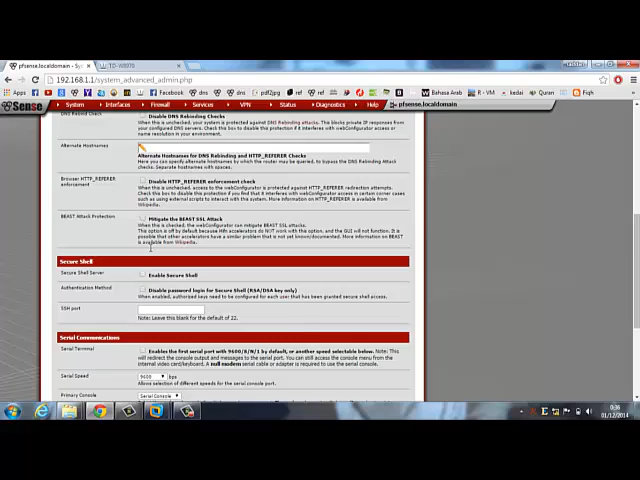 pfsense.localdomain - Sy
TD-W8970
192.168.1.1/system_advanced_admin.php
Apps
Facebook
dns
dns
pdf2jpg
ref
ref
Bahasa Arab
R - Kedai
new
Fiqh
Sense
System
Interfaces
Firewall
Services
VPN
Status
Diagnostics
Help
pfsense.localdomain
DNS Rebind Check
Disable DNS Rebinding Checks
When this is unchecked, your system is protected against DNS Rebinding attacks. This blocks private IP responses from
your configured DNS servers. Check this box to disable this protection if it interferes with webConfigurator access or
name resolution in your environment.
Alternate Hostnames
Alternate Hostnames for DNS Rebinding and HTTP_REFERER Checks
Here you can specify alternate hostnames by which the router may be queried, to bypass the DNS Rebinding Attack
checks. Separate hostnames with spaces.
Browser HTTP_REFERER
enforcement
Disable HTTP_REFERER enforcement check
When this is unchecked, access to the webConfigurator is protected against HTTP_REFERER redirection attempts.
Check this box to disable this protection if you find that it interferes with webConfigurator access in certain corner cases
such as using external scripts to interact with this system. More information on HTTP_REFERER is available from
Wikipedia.
BEAST Attack Protection
Mitigate the BEAST SSL Attack
When this is checked, the webConfigurator can mitigate BEAST SSL attacks.
This option is off by default because Hifn accelerators do NOT work with this option, and the GUI will not function. It is
possible that other accelerators have a similar problem that is not yet known/documented. More information on BEAST
is available from Wikipedia.
Secure Shell
Secure Shell Server
Enable Secure Shell
Authentication Method
Disable password login for Secure Shell (RSA/DSA key only)
When enabled, authorized keys need to be configured for each user that has been granted secure shell access.
SSH port
Note: Leave this blank for the default of 22.
Serial Communications
Serial Terminal
Enables the first serial port with 9600/8/N/1 by default, or another speed selectable below. Note: This
will redirect the console output and messages to the serial port. You can still access the console menu from the
internal video card/keyboard. A null modem serial cable or adapter is required to use the serial console.
Serial Speed
9600
bps
Allows selection of different speeds for the serial console port.
Primary Console
Serial Console
0:36
01/12/2014